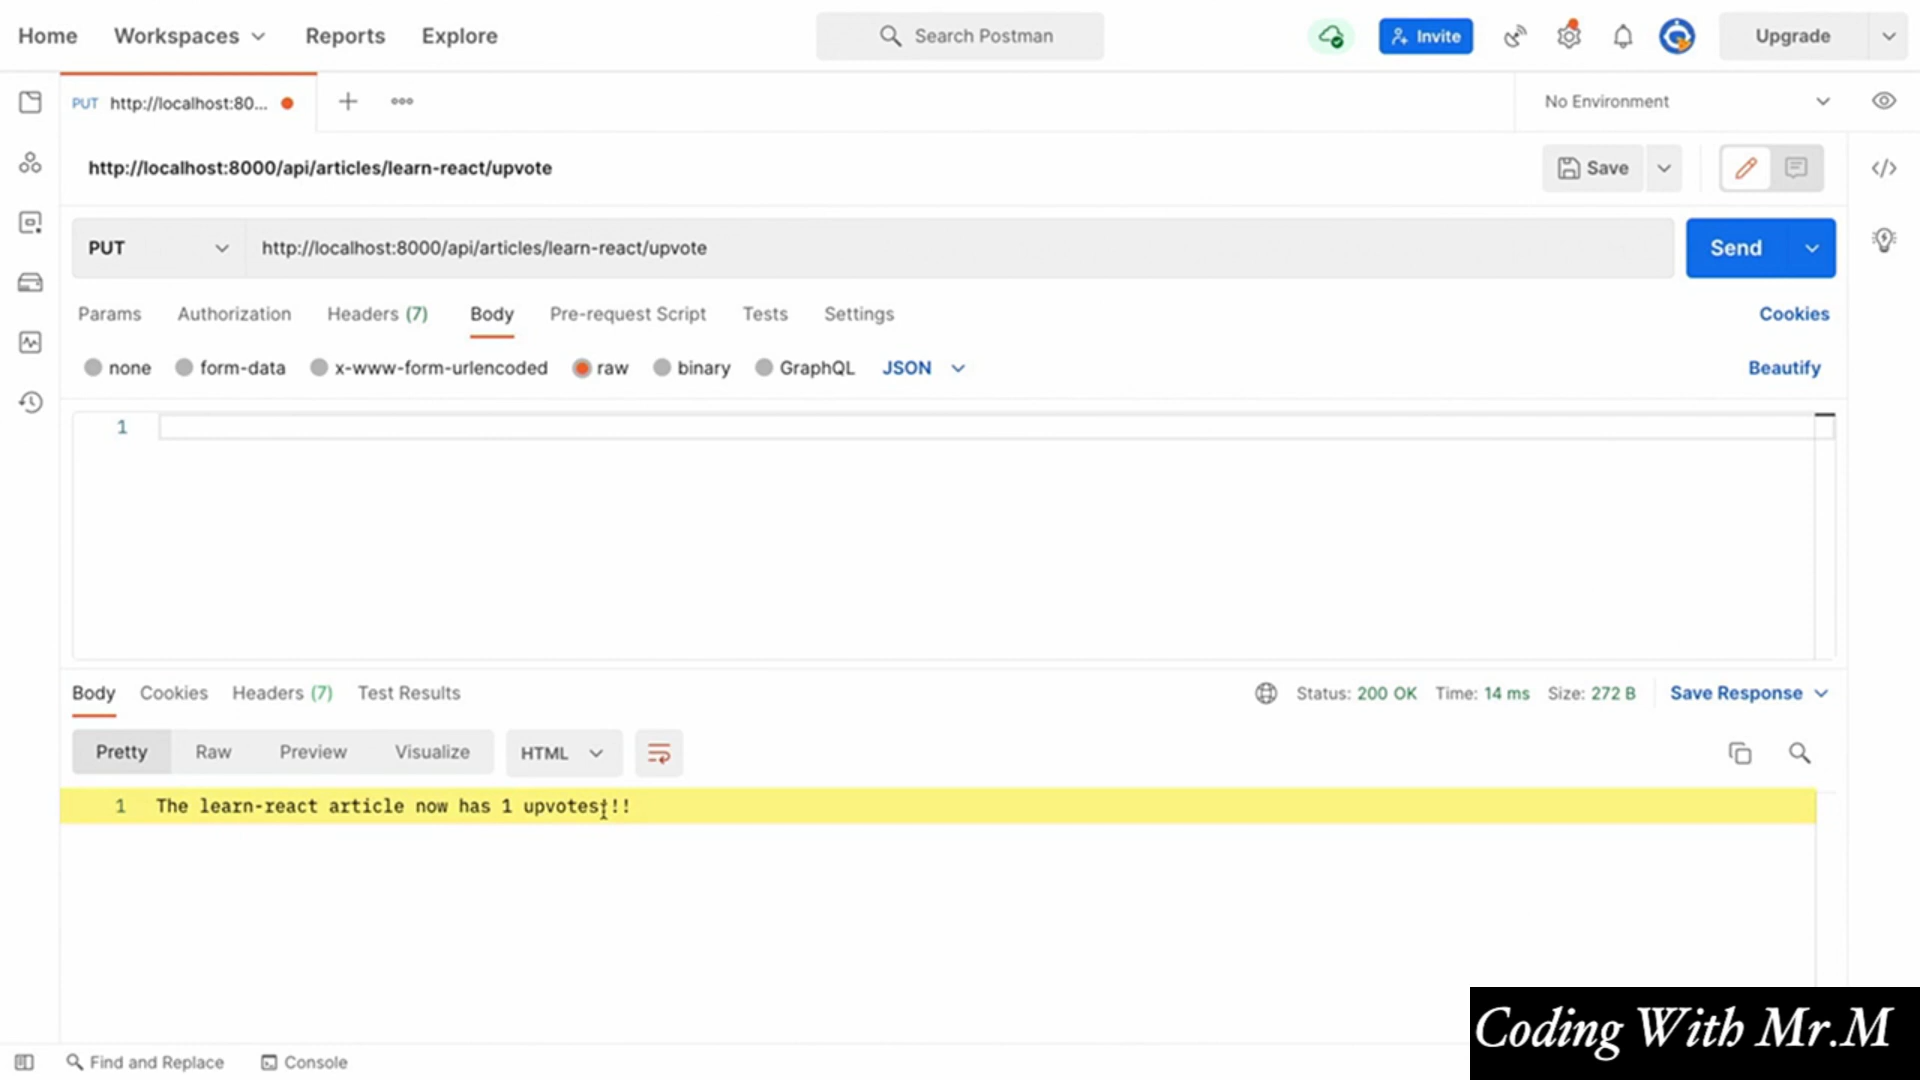 Home Workspaces Reports Explore Search Postman Invite Upgrade
PUT http://localhost:80... No Environment
http://localhost:8000/api/articles/learn-react/upvote Save
PUT http://localhost:8000/api/articles/learn-react/upvote Send
Params Authorization Headers (7) Body Pre-request Script Tests Settings Cookies
none form-data x-www-form-urlencoded raw binary GraphQL JSON Beautify
1
Body Cookies Headers (7) Test Results Status: 200 OK Time: 14 ms Size: 272 B Save Response
Pretty Raw Preview Visualize HTML
1 The learn-react article now has 1 upvotes!!!
Coding With Mr.M
Find and Replace Console